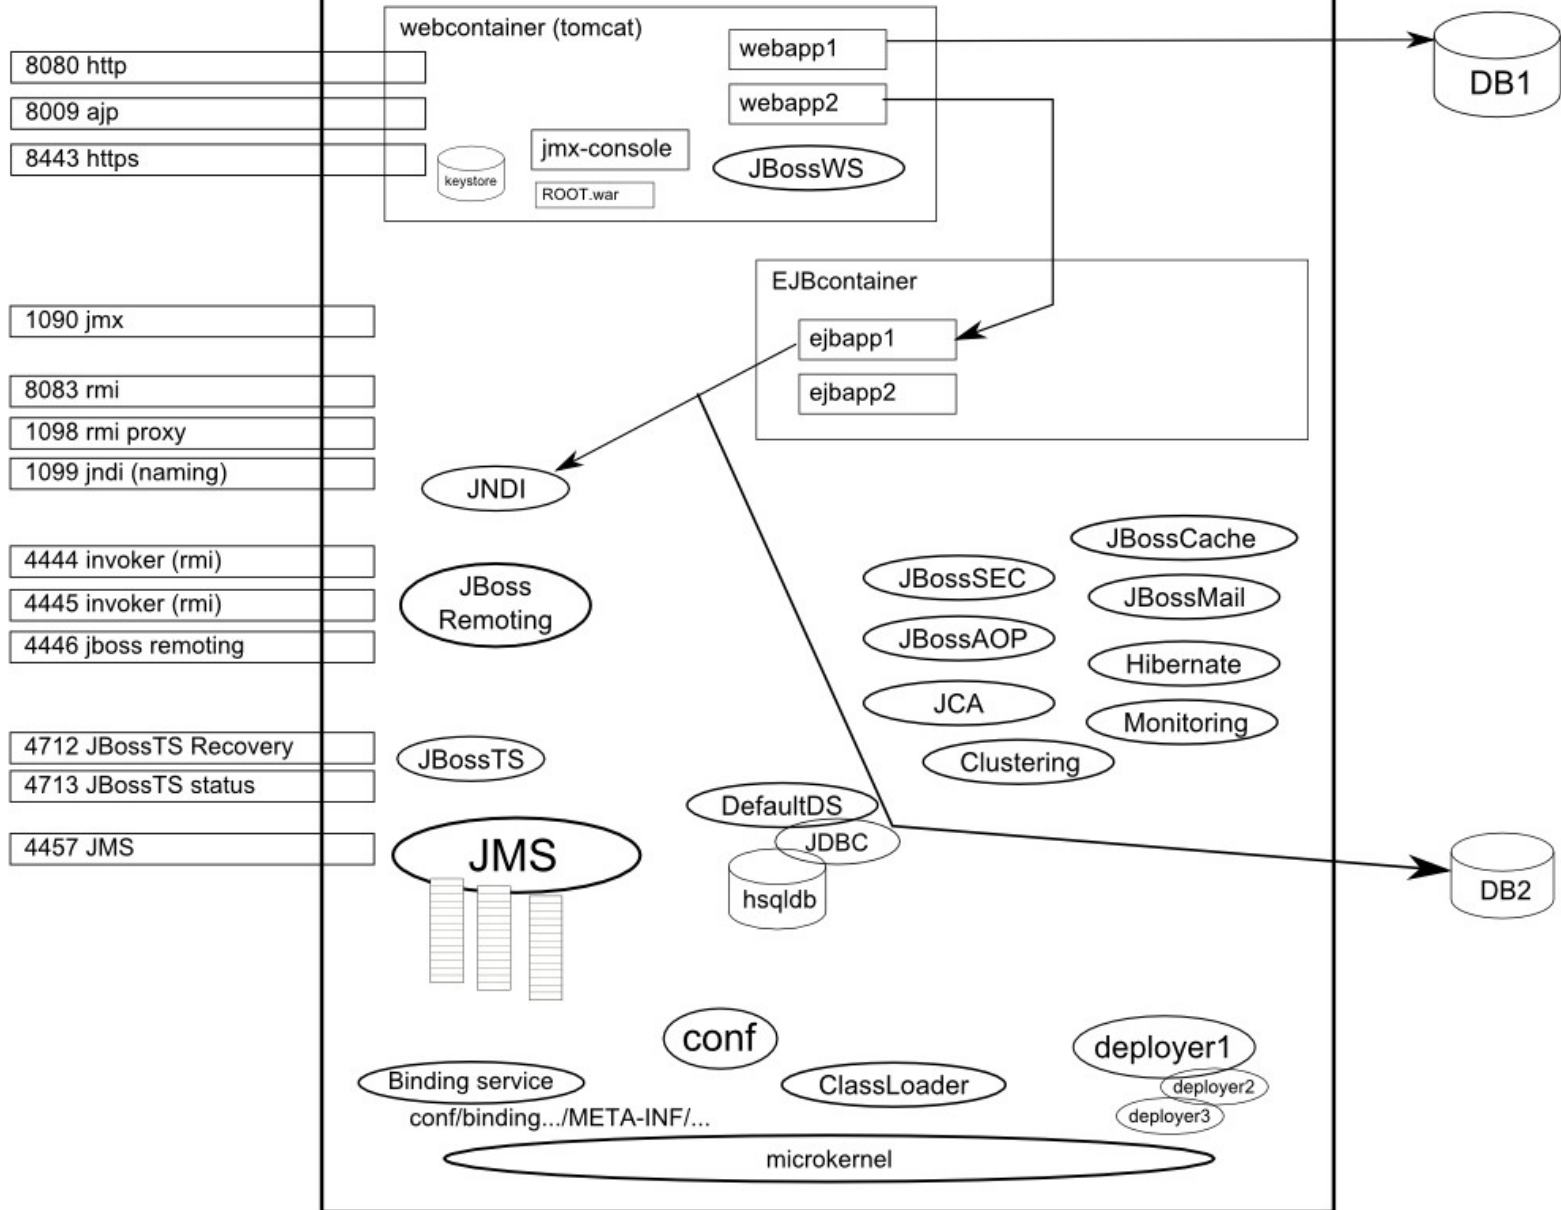 webcontainer (tomcat)
webapp1
webapp2
8080 http
8009 ajp
8443 https
keystore
jmx-console
ROOT.war
JBossWS
DB1
EJBcontainer
ejbapp1
ejbapp2
1090 jmx
8083 rmi
1098 rmi proxy
1099 jndi (naming)
JNDI
4444 invoker (rmi)
4445 invoker (rmi)
4446 jboss remoting
JBoss
Remoting
JBossCache
JBossSEC
JBossMail
JBossAOP
Hibernate
JCA
Monitoring
Clustering
4712 JBossTS Recovery
4713 JBossTS status
JBossTS
4457 JMS
JMS
DefaultDS
JDBC
hsqldb
DB2
conf
deployer1
deployer2
deployer3
Binding service
conf/binding.../META-INF/...
ClassLoader
microkernel